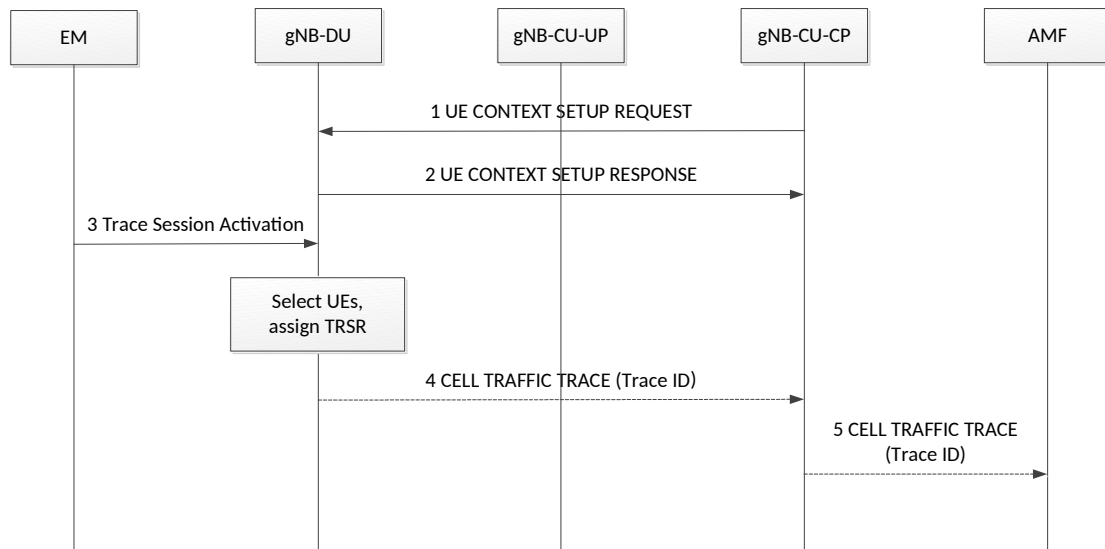 EM
gNB-DU
gNB-CU-UP
gNB-CU-CP
AMF
1 UE CONTEXT SETUP REQUEST
2 UE CONTEXT SETUP RESPONSE
3 Trace Session Activation
Select UEs,
assign TRSR
4 CELL TRAFFIC TRACE (Trace ID)
5 CELL TRAFFIC TRACE
(Trace ID)